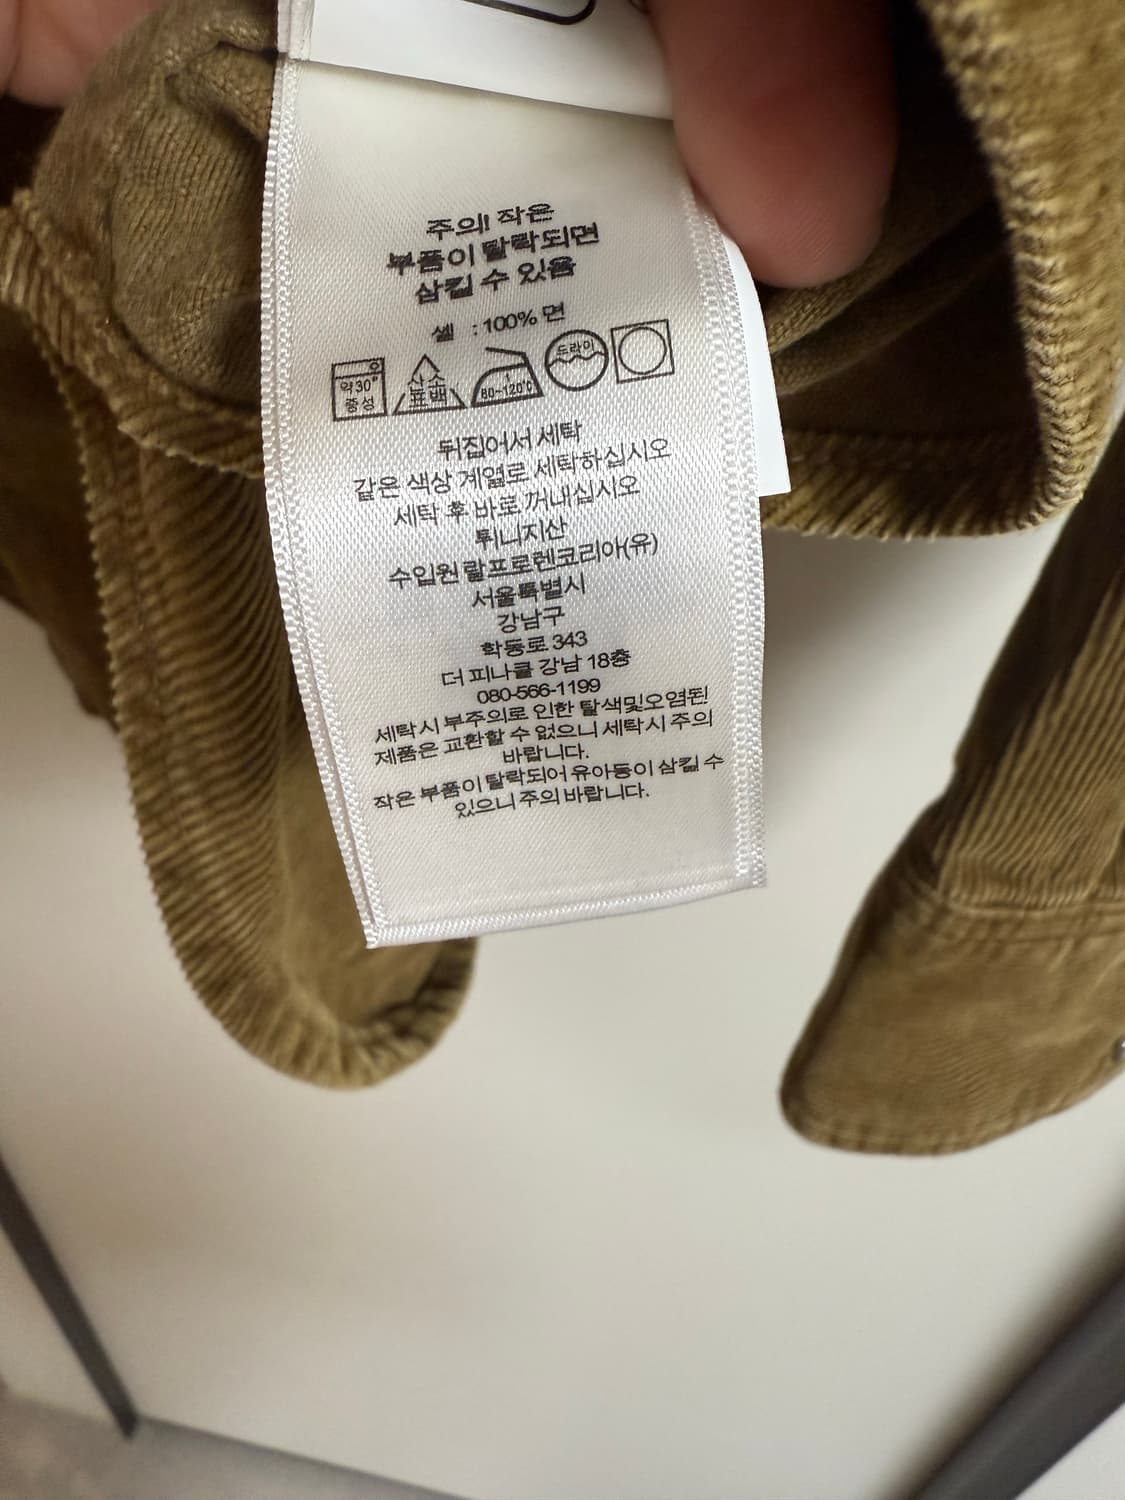 주의! 작은
부품이 탈락되면
삼킬 수 있음
셀 : 100% 면
약30° 중성 산소 표백 80~120℃ 드라이
뒤집어서 세탁
같은 색상 계열로 세탁하십시오
세탁 후 바로 꺼내십시오
튀니지산
수입원 랄프로렌코리아(유)
서울특별시
강남구
학동로 343
더 피나클 강남 18층
080-566-1199
세탁시 부주의로 인한 탈색및오염된
제품은 교환할 수 없으니 세탁시 주의
바랍니다.
작은 부품이 탈락되어 유아등이 삼킬 수
있으니 주의 바랍니다.